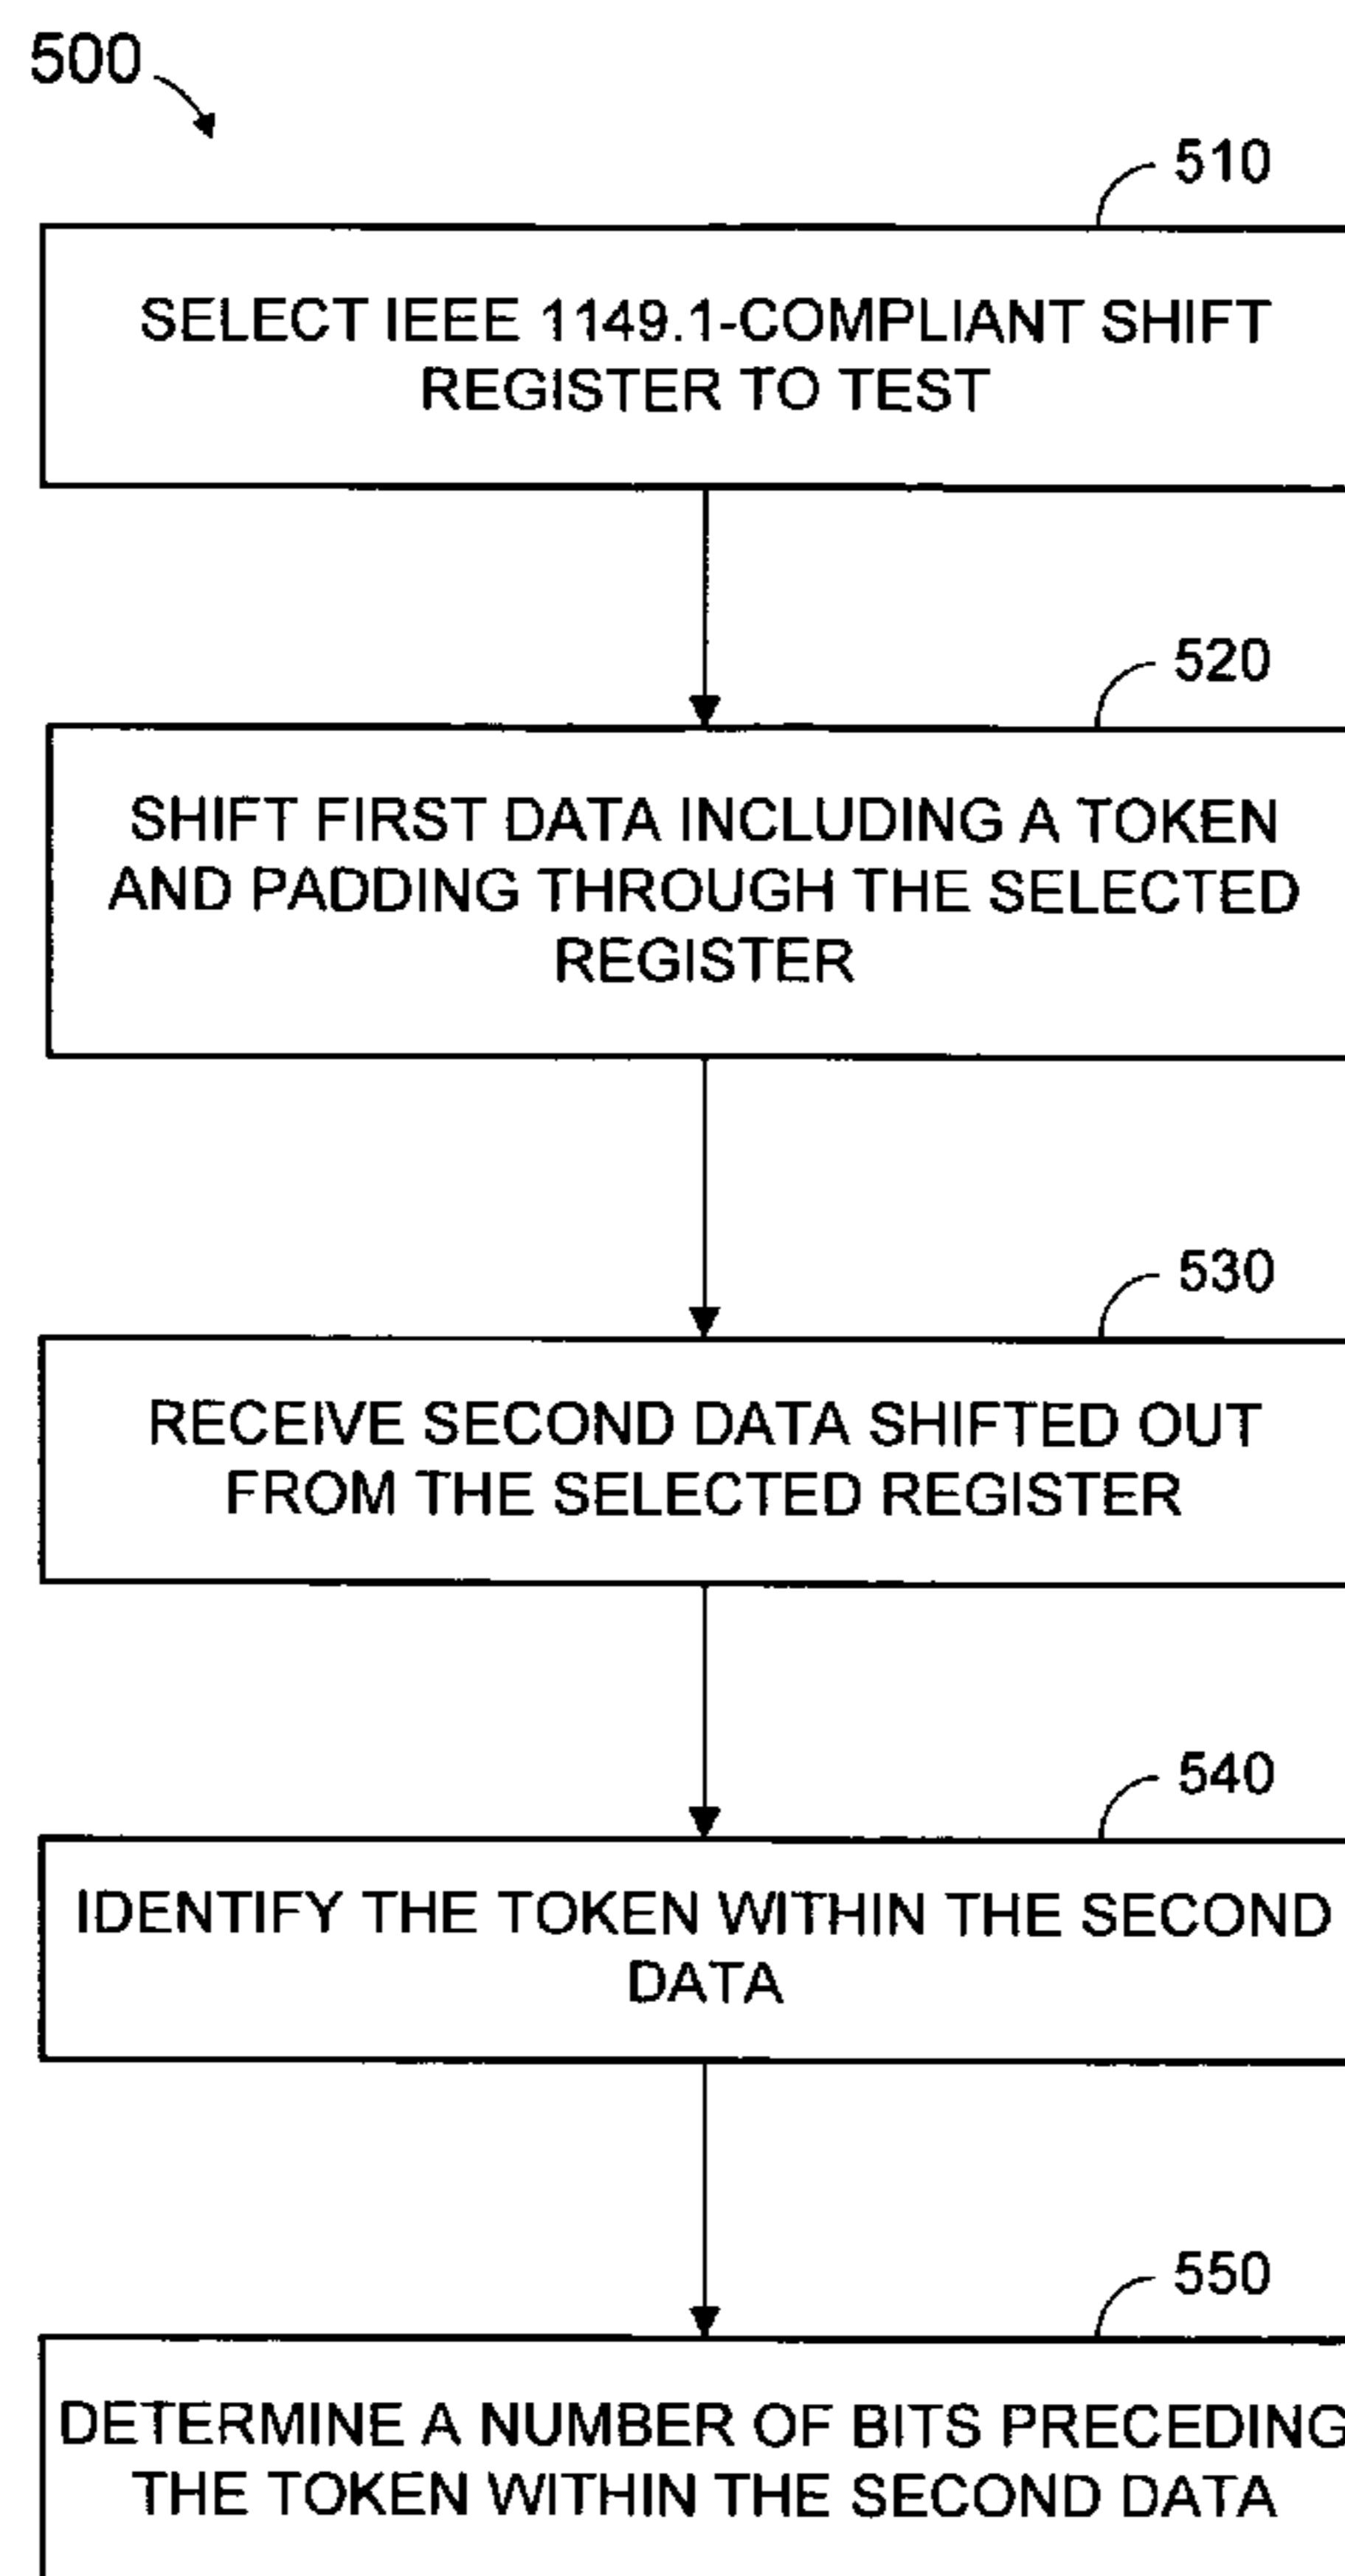 500
510
SELECT IEEE 1149.1-COMPLIANT SHIFT
REGISTER TO TEST
520
SHIFT FIRST DATA INCLUDING A TOKEN
AND PADDING THROUGH THE SELECTED
REGISTER
530
RECEIVE SECOND DATA SHIFTED OUT
FROM THE SELECTED REGISTER
540
IDENTIFY THE TOKEN WITHIN THE SECOND
DATA
550
DETERMINE A NUMBER OF BITS PRECEDING
THE TOKEN WITHIN THE SECOND DATA